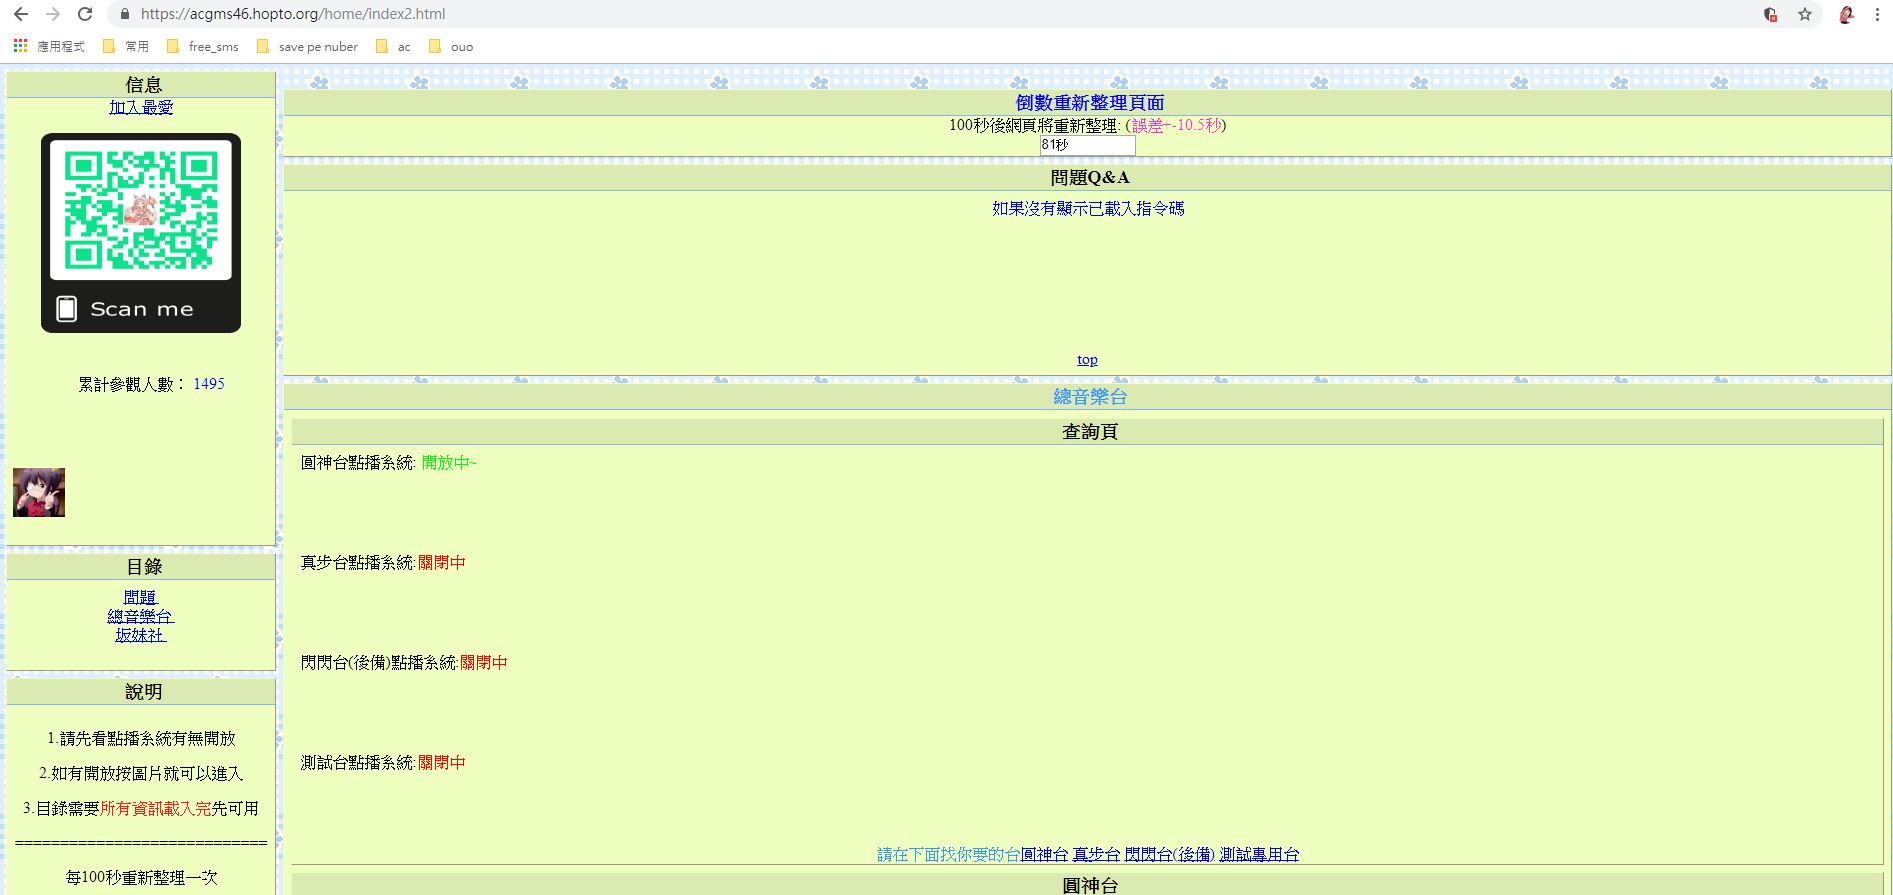 https://acgms46.hopto.org/home/index2.html
應用程式 常用 free_sms save pe nuber ac ouo
信息
加入最愛
Scan me
累計參觀人數： 1495
目錄
問題
總音樂台
坂妹社
說明
1.請先看點播系統有無開放
2.如有開放按圖片就可以進入
3.目錄需要所有資訊載入完先可用
============================
每100秒重新整理一次
倒數重新整理頁面
100秒後網頁將重新整理: (誤差+-10.5秒)
81秒
問題Q&A
如果沒有顯示已載入指令碼
top
總音樂台
查詢頁
圓神台點播系統: 開放中~
真步台點播系統:關閉中
閃閃台(後備)點播系統:關閉中
測試台點播系統:關閉中
請在下面找你要的台圓神台 真步台 閃閃台(後備) 測試專用台
圓神台